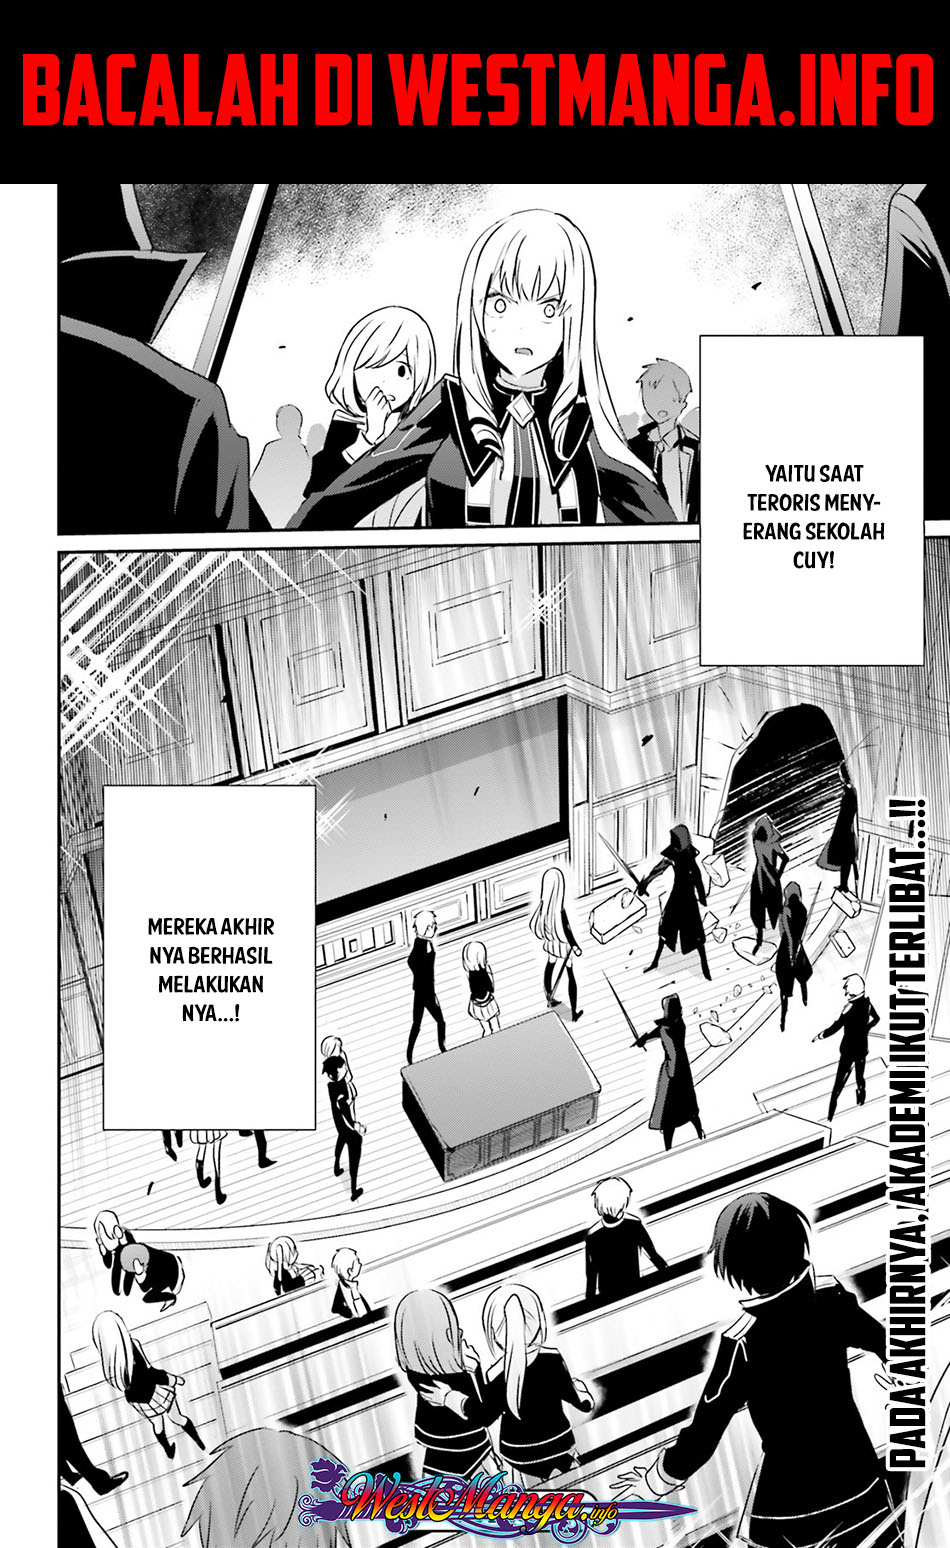 BACALAH DI WESTMANGA.INFO
YAITU SAAT
TERORIS MENY-
ERANG SEKOLAH
CUY!
MEREKA AKHIR
NYA BERHASIL
MELAKUKAN
NYA...!
PADA AKHIRNYA, AKADEMI IKUT TERLIBAT...!!
WestManga.info